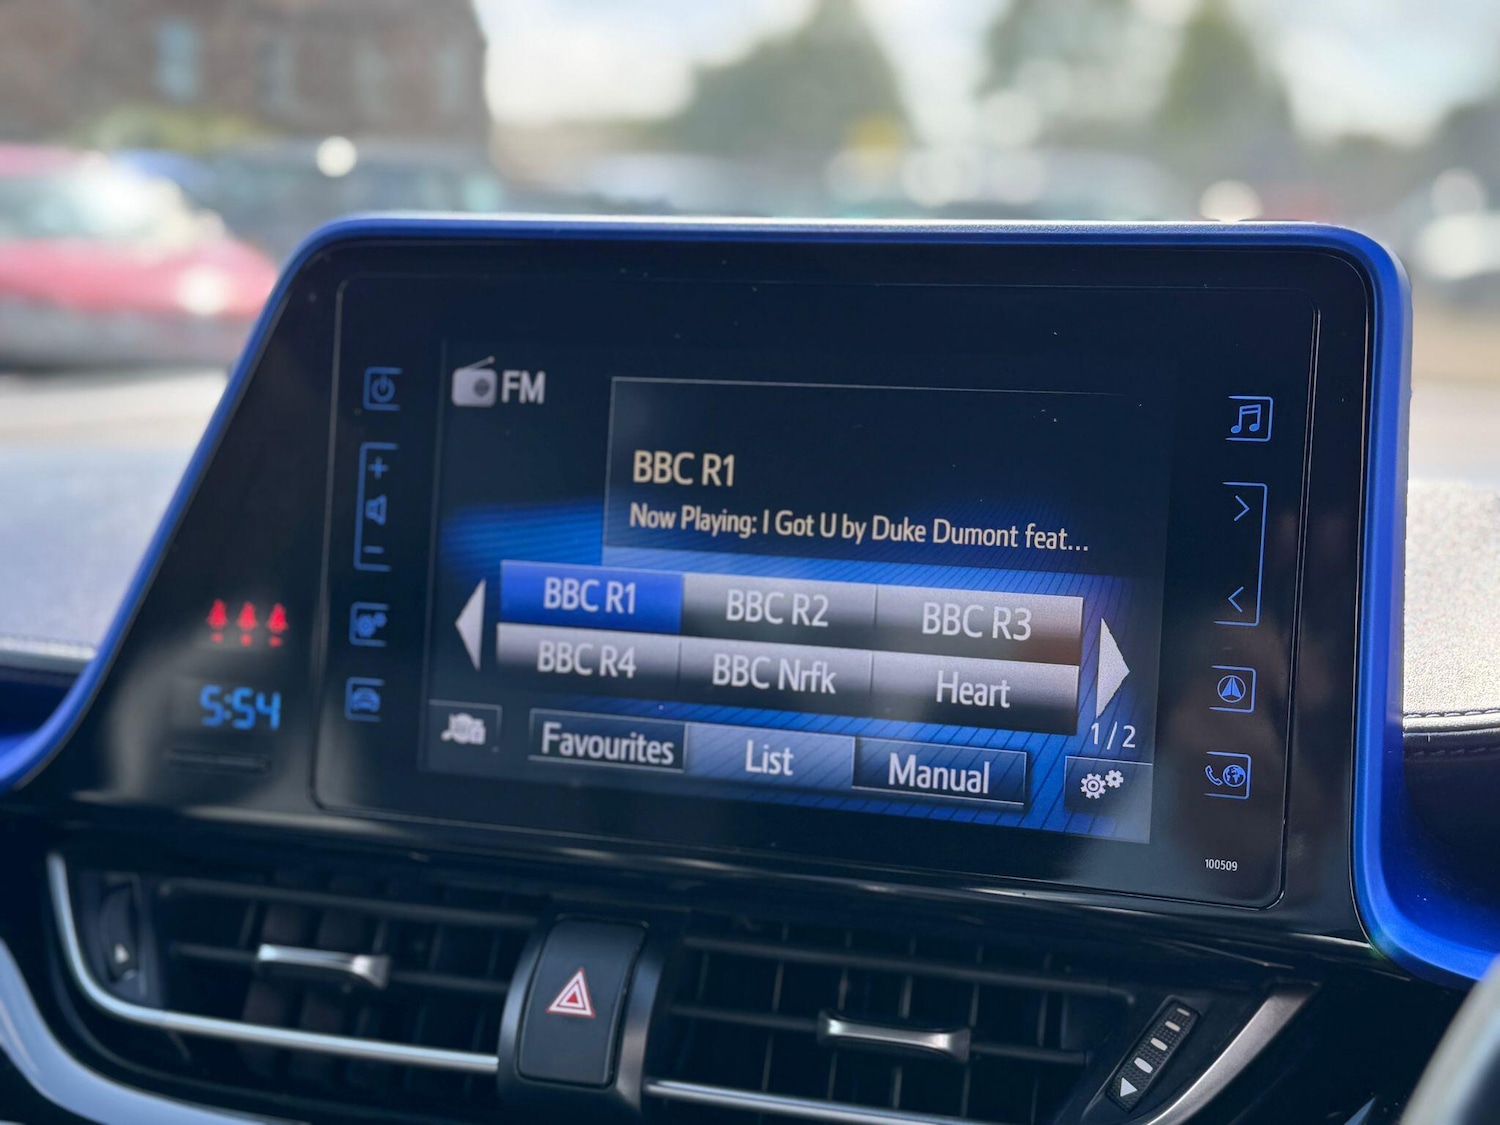 FM
BBC R1
Now Playing: I Got U by Duke Dumont feat...
BBC R1
BBC R2
BBC R3
BBC R4
BBC Nrfk
Heart
1/2
Favourites
List
Manual
5:54
100509